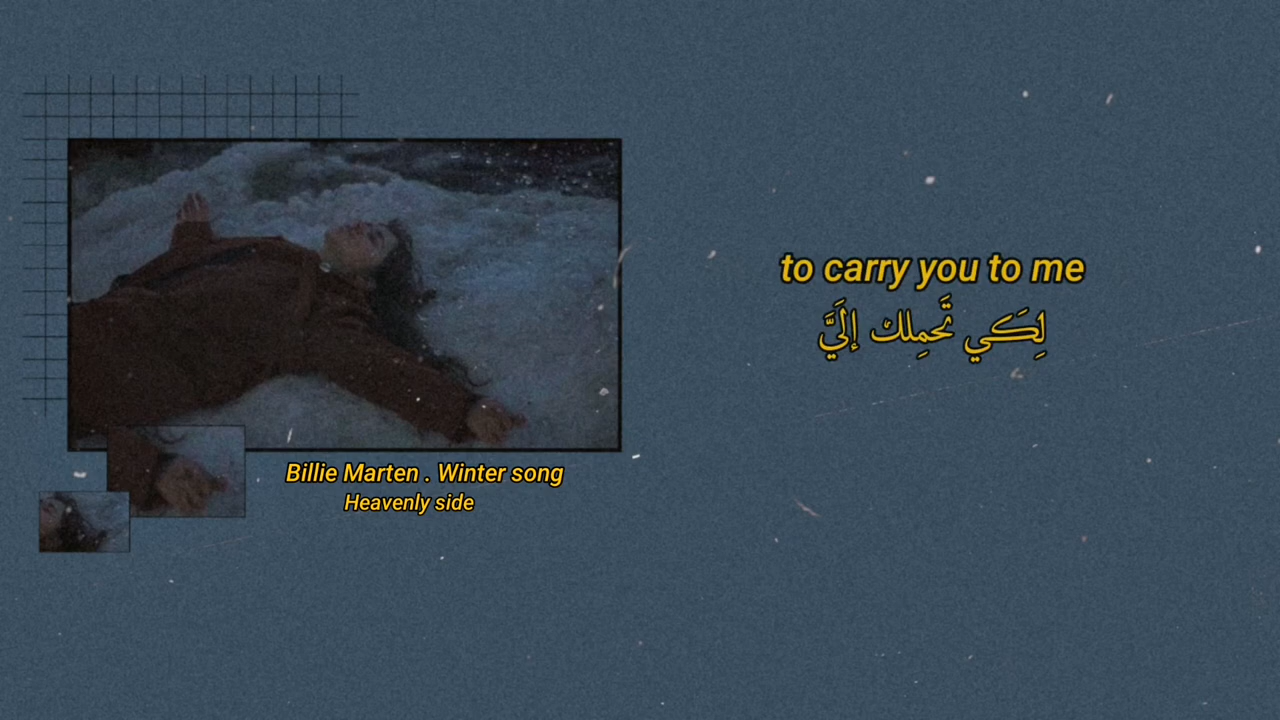 to carry you to me
لِكَي تَحمِلك إلَيَّ
Billie Marten . Winter song
Heavenly side